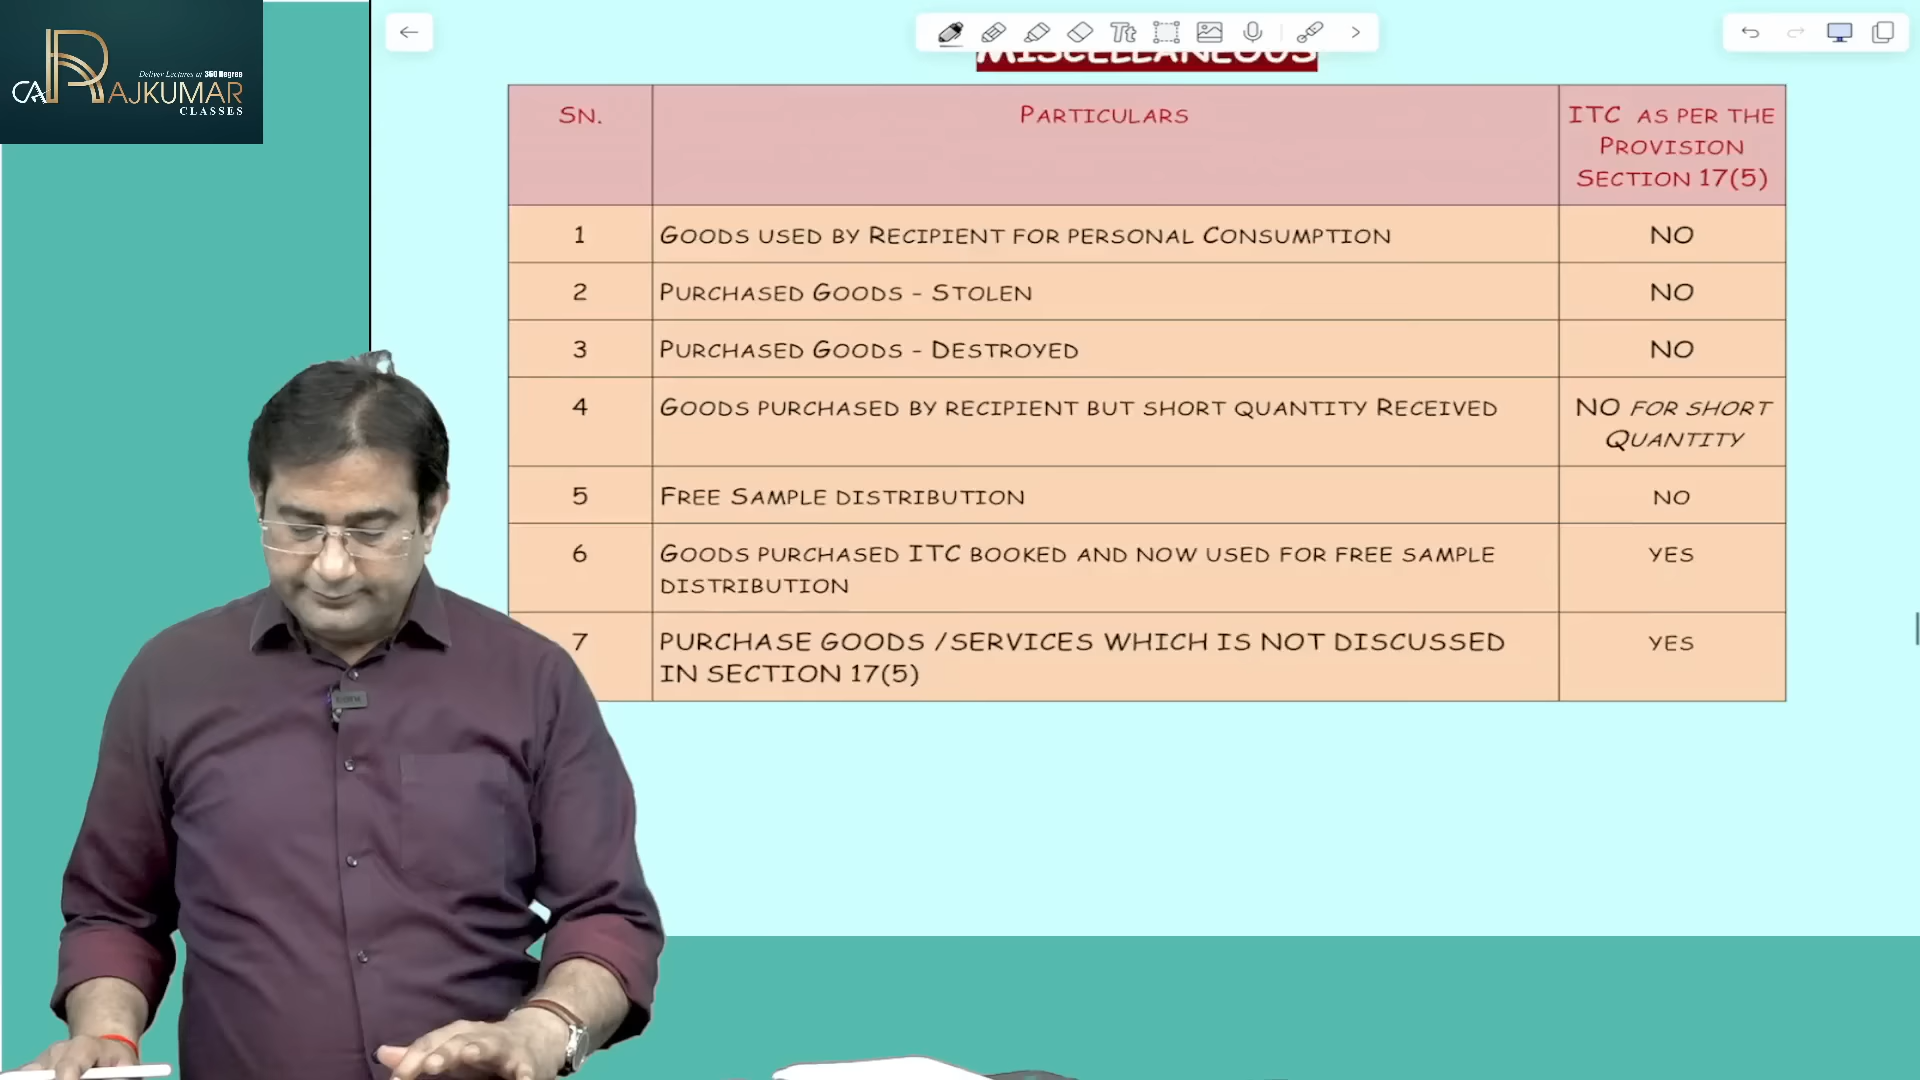 Deliver Lectures at 360 Degree
CA RAJKUMAR
CLASSES
Tt
MISCELLANEOUS
SN.
PARTICULARS
ITC AS PER THE
PROVISION
SECTION 17(5)
1
GOODS USED BY RECIPIENT FOR PERSONAL CONSUMPTION
NO
2
PURCHASED GOODS - STOLEN
NO
3
PURCHASED GOODS - DESTROYED
NO
4
GOODS PURCHASED BY RECIPIENT BUT SHORT QUANTITY RECEIVED
NO FOR SHORT
QUANTITY
5
FREE SAMPLE DISTRIBUTION
NO
6
GOODS PURCHASED ITC BOOKED AND NOW USED FOR FREE SAMPLE
DISTRIBUTION
YES
7
PURCHASE GOODS /SERVICES WHICH IS NOT DISCUSSED
IN SECTION 17(5)
YES